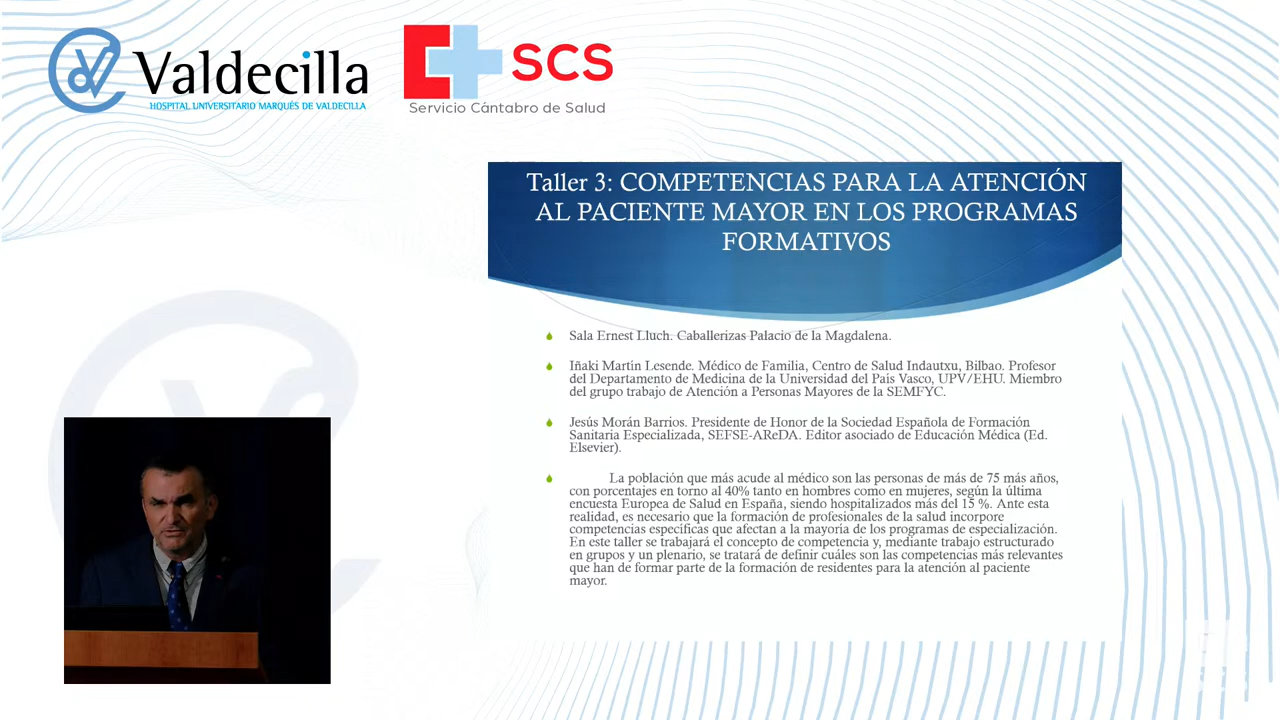 Valdecilla
HOSPITAL UNIVERSITARIO MARQUÉS DE VALDECILLA
SCS
Servicio Cántabro de Salud
Taller 3: COMPETENCIAS PARA LA ATENCIÓN
AL PACIENTE MAYOR EN LOS PROGRAMAS
FORMATIVOS
Sala Ernest Lluch. Caballerizas Palacio de la Magdalena.
Iñaki Martín Lesende. Médico de Familia, Centro de Salud Indautxu, Bilbao. Profesor
del Departamento de Medicina de la Universidad del País Vasco, UPV/EHU. Miembro
del grupo trabajo de Atención a Personas Mayores de la SEMFYC.
Jesús Morán Barrios. Presidente de Honor de la Sociedad Española de Formación
Sanitaria Especializada, SEFSE-AReDA. Editor asociado de Educación Médica (Ed.
Elsevier).
La población que más acude al médico son las personas de más de 75 más años,
con porcentajes en torno al 40% tanto en hombres como en mujeres, según la última
encuesta Europea de Salud en España, siendo hospitalizados más del 15 %. Ante esta
realidad, es necesario que la formación de profesionales de la salud incorpore
competencias específicas que afectan a la mayoría de los programas de especialización.
En este taller se trabajará el concepto de competencia y, mediante trabajo estructurado
en grupos y un plenario, se tratará de definir cuáles son las competencias más relevantes
que han de formar parte de la formación de residentes para la atención al paciente
mayor.